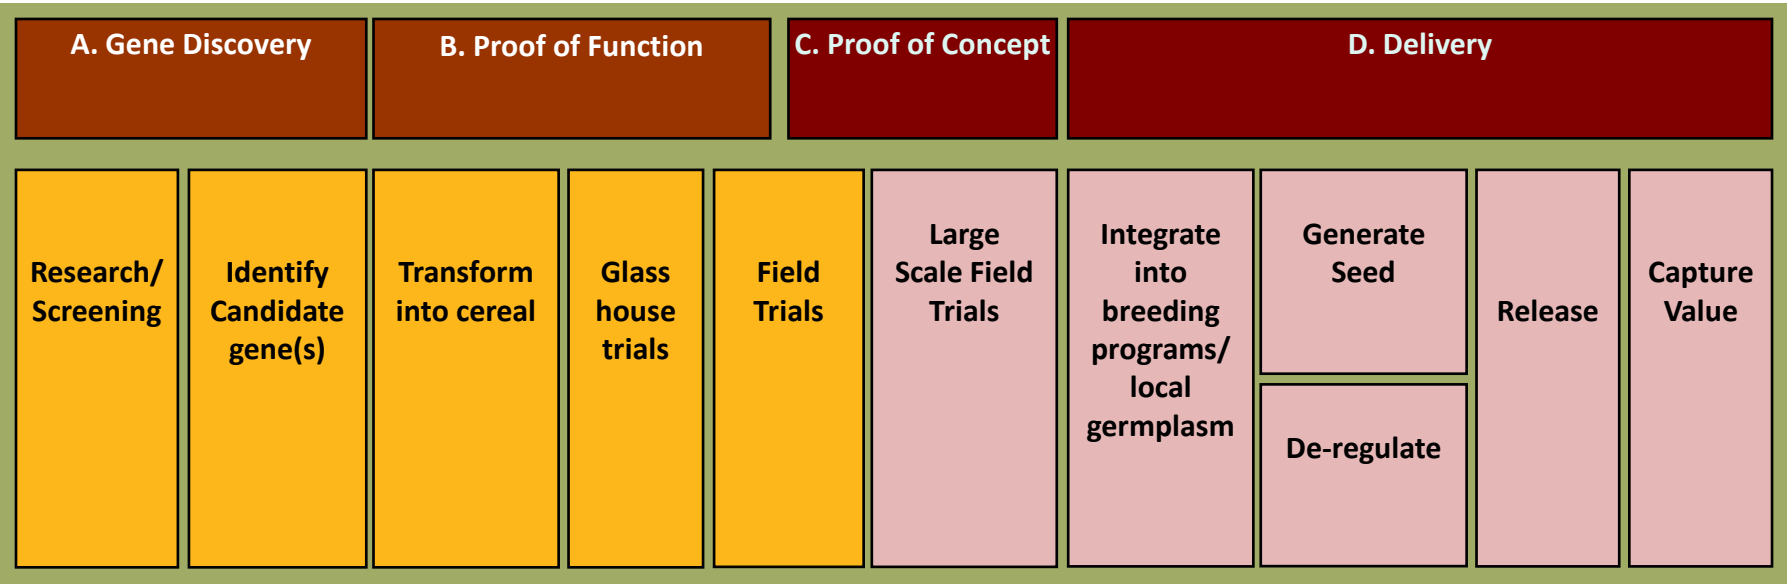 A. Gene Discovery
B. Proof of Function
C. Proof of Concept
D. Delivery
Research/
Screening
Identify
Candidate
gene(s)
Transform
into cereal
Glass
house
trials
Field
Trials
Large
Scale Field
Trials
Integrate
into
breeding
programs/
local
germplasm
Generate
Seed
De-regulate
Release
Capture
Value